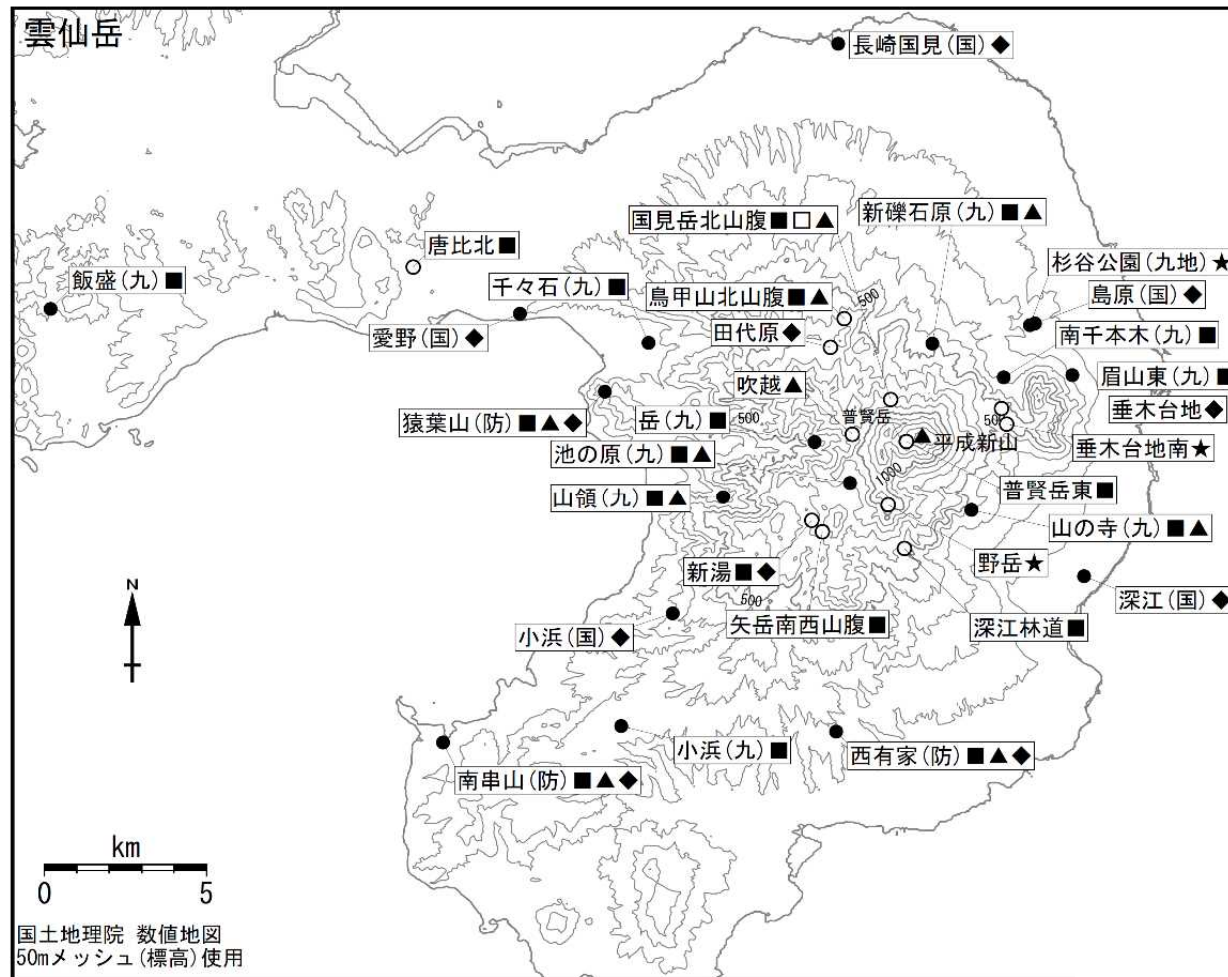 雲仙岳
長崎国見(国)◆
国見岳北山腹■□▲
新礫石原(九)■▲
唐比北■
杉谷公園(九地)★
飯盛(九)■
千々石(九)■
鳥甲山北山腹■▲
500
島原(国)◆
愛野(国)◆
田代原◆
南千本木(九)■
吹越▲
眉山東(九)■
猿葉山(防)■▲◆
岳(九)■
500
普賢岳
500
垂木台地◆
池の原(九)■▲
平成新山
垂木台地南★
1000
山領(九)■▲
普賢岳東■
山の寺(九)■▲
新湯■◆
野岳★
N
500
深江(国)◆
小浜(国)◆
矢岳南西山腹■
深江林道■
小浜(九)■
西有家(防)■▲◆
南串山(防)■▲◆
km
0 5
国土地理院 数値地図
50mメッシュ(標高)使用